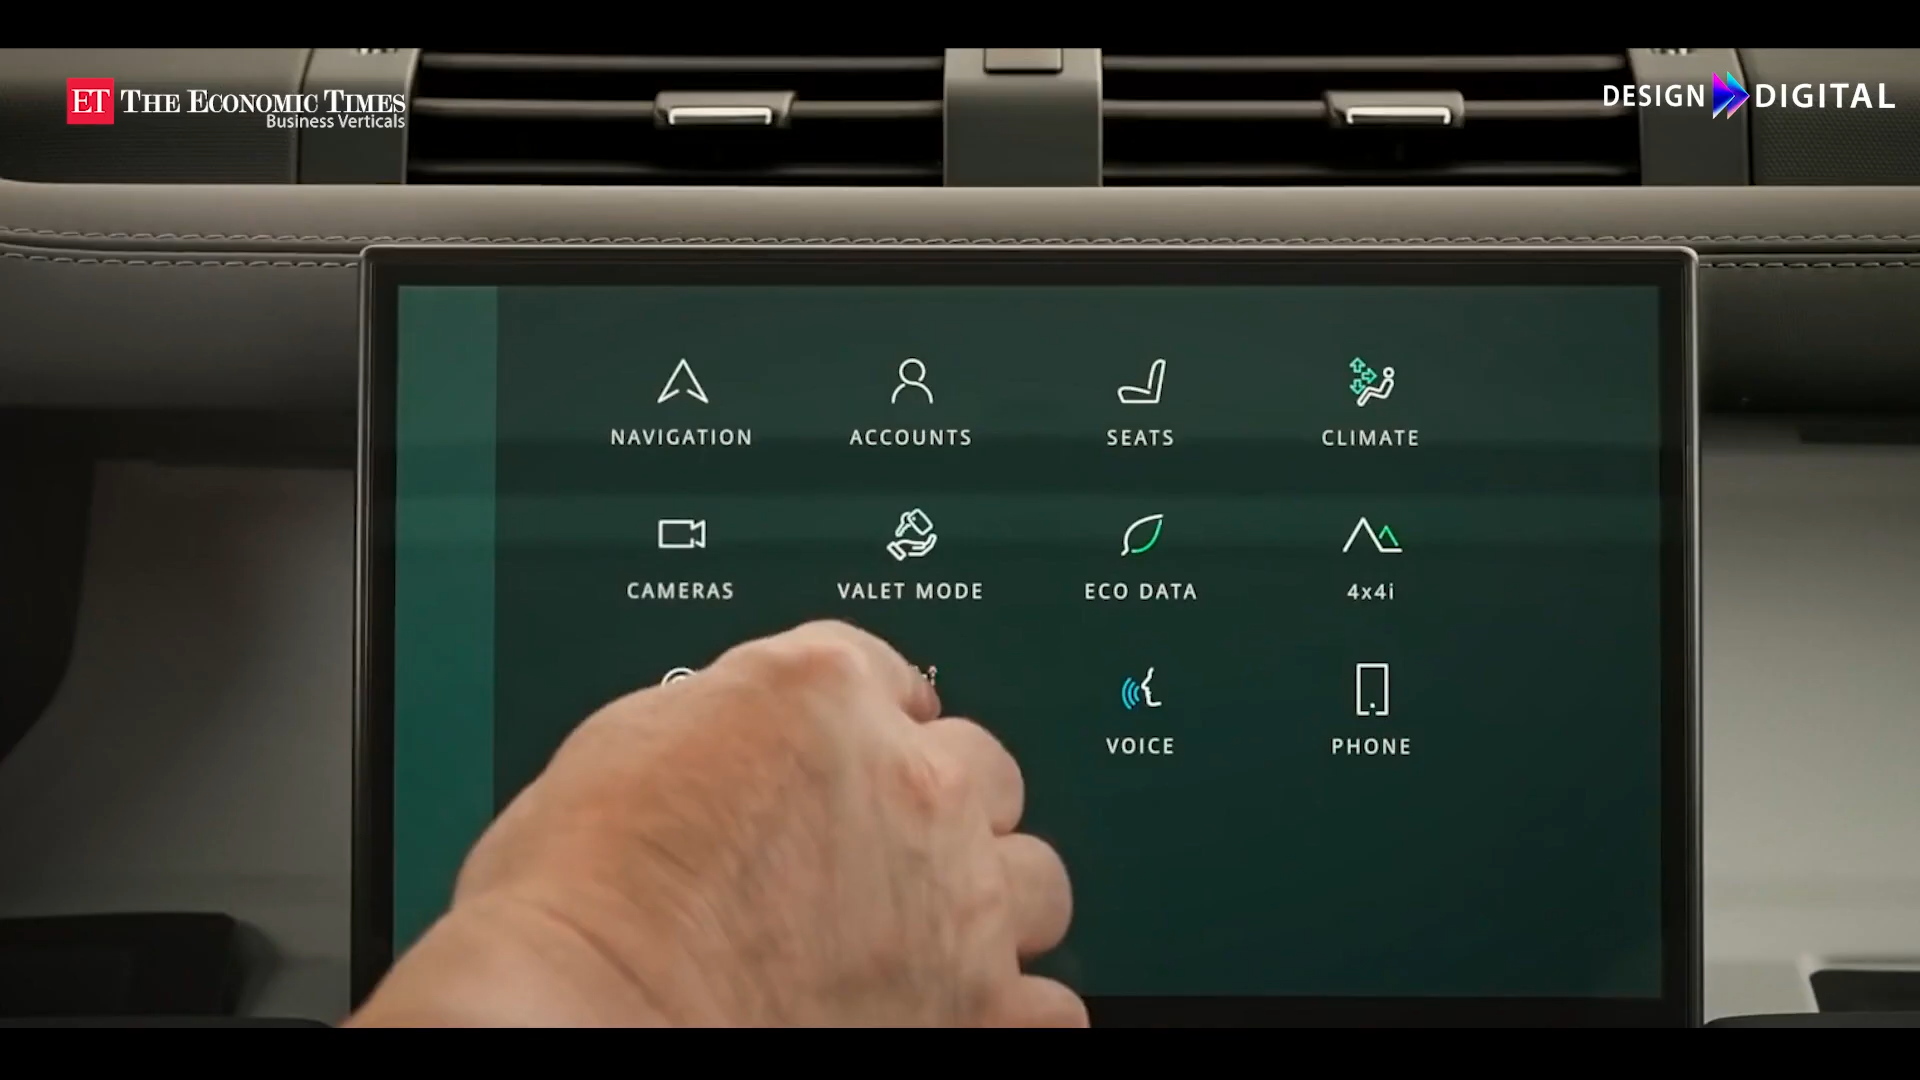 ET THE ECONOMIC TIMES
Business Verticals
DESIGN DIGITAL
NAVIGATION ACCOUNTS SEATS CLIMATE
CAMERAS VALET MODE ECO DATA 4x4i
VOICE PHONE